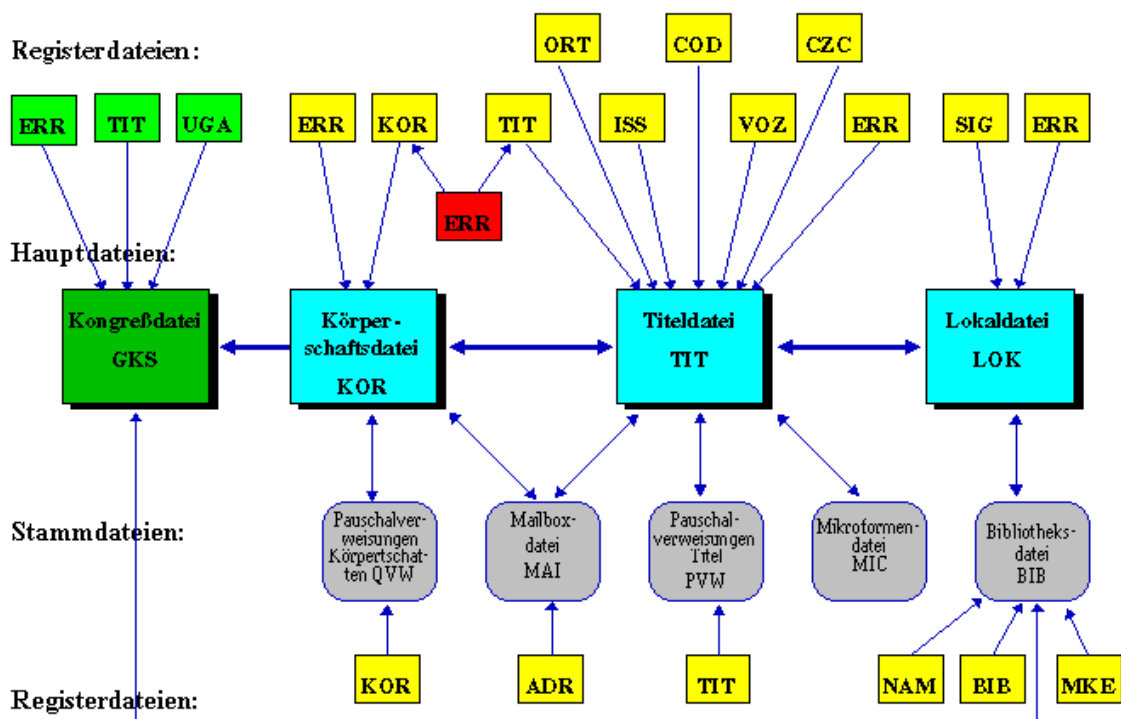 ORT COD CZC
Registerdateien:
ERR TIT UGA ERR KOR TIT ISS VOZ ERR SIG ERR
ERR
Hauptdateien:
Kongreßdatei
GKS
Körper-
schaftsdatei
KOR
Titeldatei
TIT
Lokaldatei
LOK
Stammdateien:
Pauschalver-
weisungen
Körpertschat-
ten QVW
Mailbox-
datei
MAI
Pauschal-
verweisungen
Titel
PVW
Mikroformen-
datei
MIC
Bibliotheks-
datei
BIB
KOR ADR TIT NAM BIB MKE
Registerdateien: